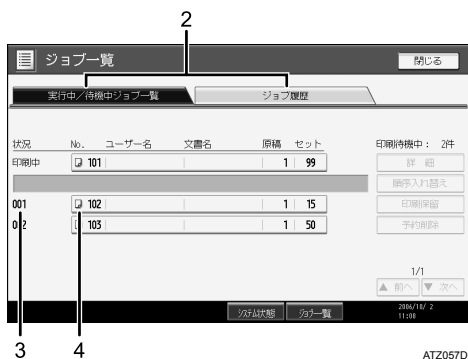 2
ジョブ一覧 閉じる
実行中/待機中ジョブ一覧 ジョブ履歴
状況 No. ユーザー名 文書名 原稿 セット 印刷待機中: 2件
印刷中 101 1 99 詳 細
順序入れ替え
001 102 1 15 印刷保留
002 103 1 50 予約削除
1/1
▲ 前へ ▼ 次へ
システム状態 ジョブ一覧 2006/10/ 2
11:08
3 4
ATZ057D